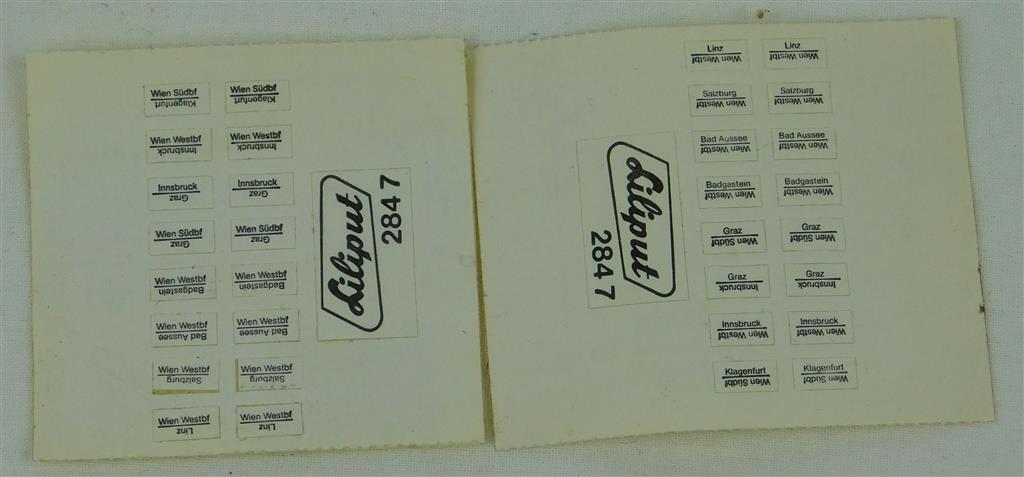 Wien Südbf Wien Südbf
Klagenfurt Klagenfurt
Wien Westbf Wien Westbf
Innsbruck Innsbruck
Innsbruck Innsbruck
Graz Graz
Wien Südbf Wien Südbf
Graz Graz
Wien Westbf Wien Westbf
Badgastein Badgastein
Wien Westbf Wien Westbf
Bad Aussee Bad Aussee
Wien Westbf Wien Westbf
Salzburg Salzburg
Wien Westbf Wien Westbf
Linz Linz
Liliput
2847
Liliput
2847
Linz Linz
Wien Westbf Wien Westbf
Salzburg Salzburg
Wien Westbf Wien Westbf
Bad Aussee Bad Aussee
Wien Westbf Wien Westbf
Badgastein Badgastein
Wien Westbf Wien Westbf
Graz Graz
Wien Südbf Wien Südbf
Graz Graz
Innsbruck Innsbruck
Innsbruck Innsbruck
Wien Westbf Wien Westbf
Klagenfurt Klagenfurt
Wien Südbf Wien Südbf